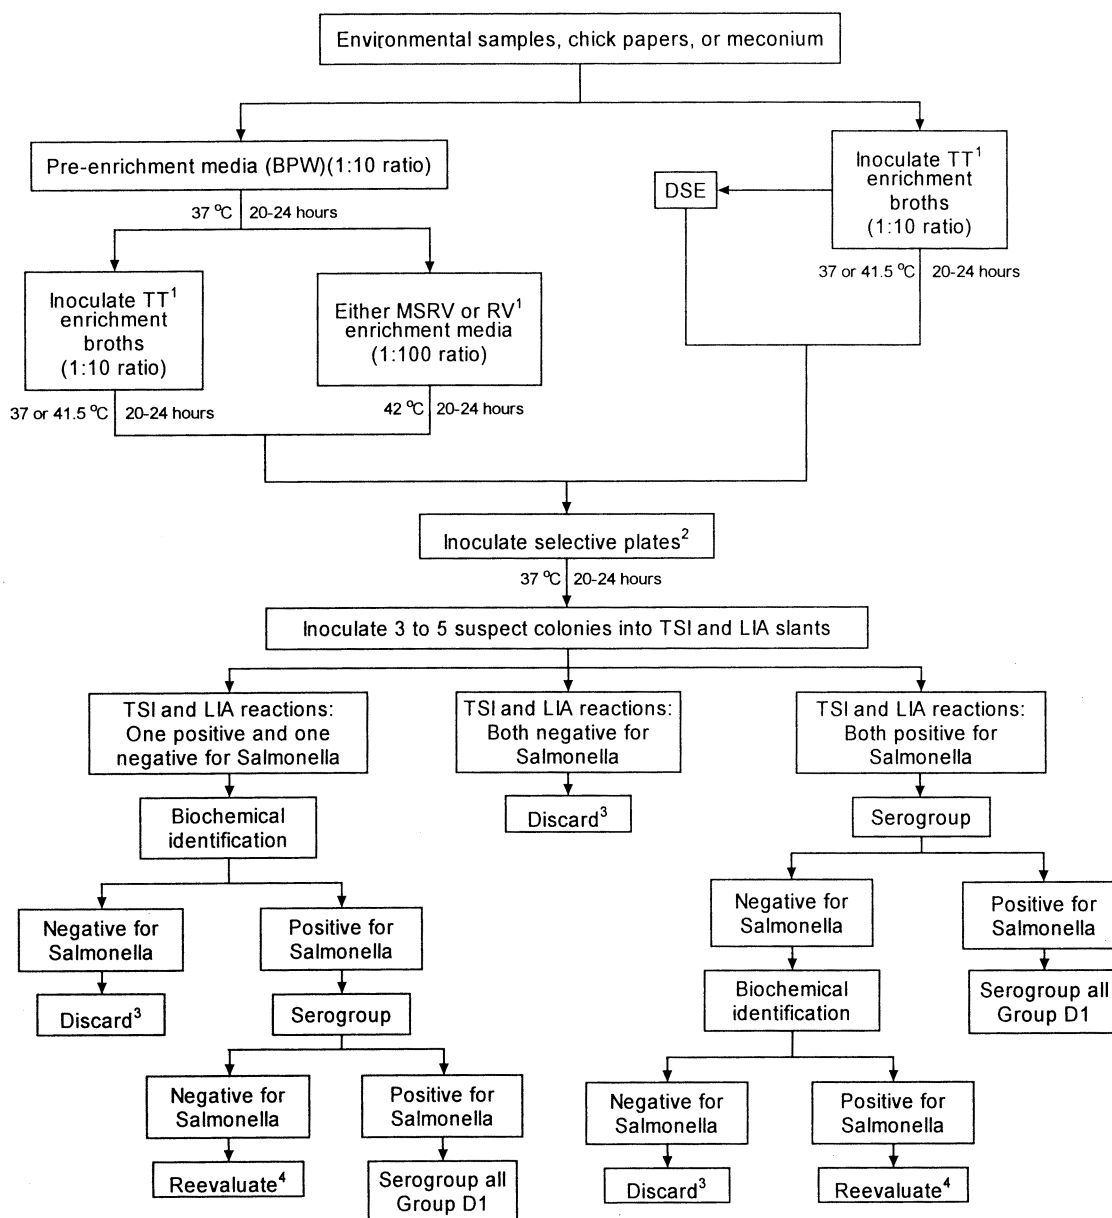 Environmental samples, chick papers, or meconium
Pre-enrichment media (BPW)(1:10 ratio)
Inoculate TT¹
enrichment
broths
(1:10 ratio)
DSE
37 °C
20-24 hours
37 or 41.5 °C
20-24 hours
Inoculate TT¹
enrichment
broths
(1:10 ratio)
Either MSRV or RV¹
enrichment media
(1:100 ratio)
37 or 41.5 °C
20-24 hours
42 °C
20-24 hours
Inoculate selective plates²
37 °C
20-24 hours
Inoculate 3 to 5 suspect colonies into TSI and LIA slants
TSI and LIA reactions:
One positive and one
negative for Salmonella
TSI and LIA reactions:
Both negative for
Salmonella
TSI and LIA reactions:
Both positive for
Salmonella
Biochemical
identification
Discard³
Serogroup
Negative for
Salmonella
Positive for
Salmonella
Negative for
Salmonella
Positive for
Salmonella
Discard³
Serogroup
Biochemical
identification
Serogroup all
Group D1
Negative for
Salmonella
Positive for
Salmonella
Negative for
Salmonella
Positive for
Salmonella
Reevaluate⁴
Serogroup all
Group D1
Discard³
Reevaluate⁴